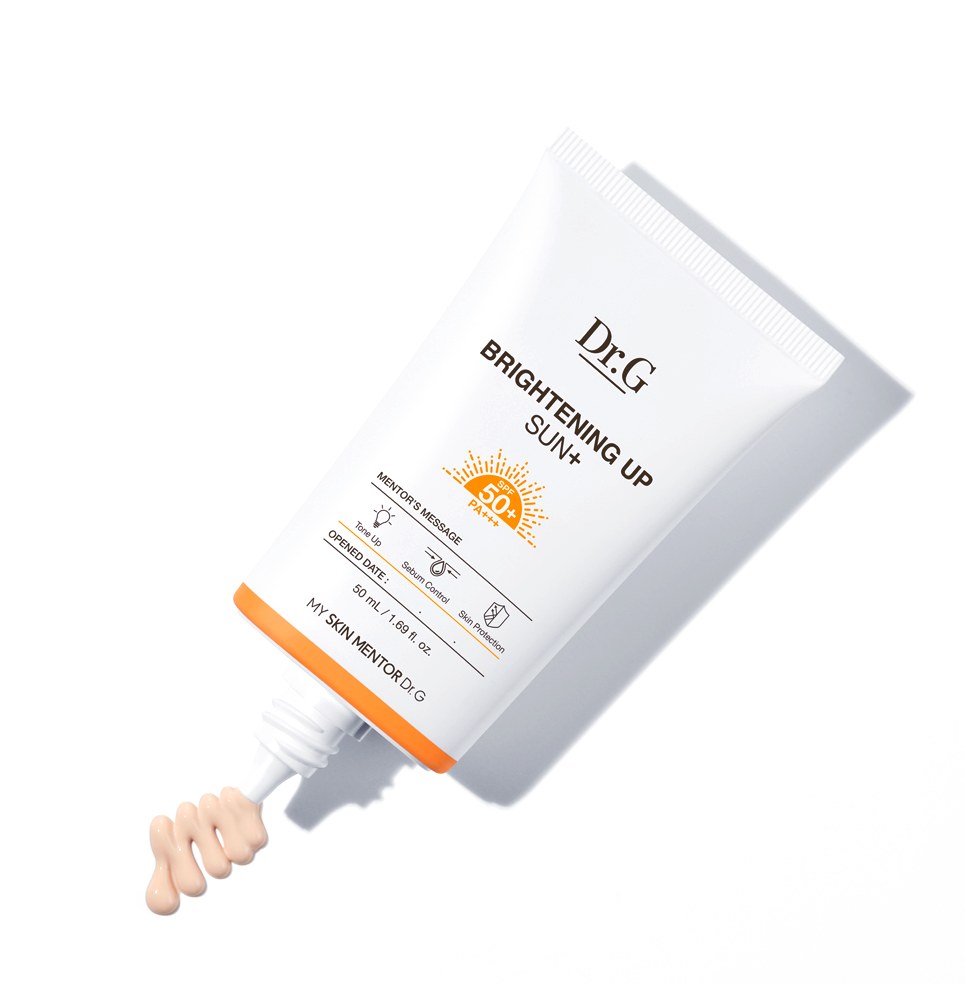 Dr.G
BRIGHTENING UP
SUN+
SPF
50+
PA+++
MENTOR'S MESSAGE
Tone Up
Sebum Control
Skin Protection
OPENED DATE : . .
50 mL / 1.69 fl. oz.
MY SKIN MENTOR Dr.G